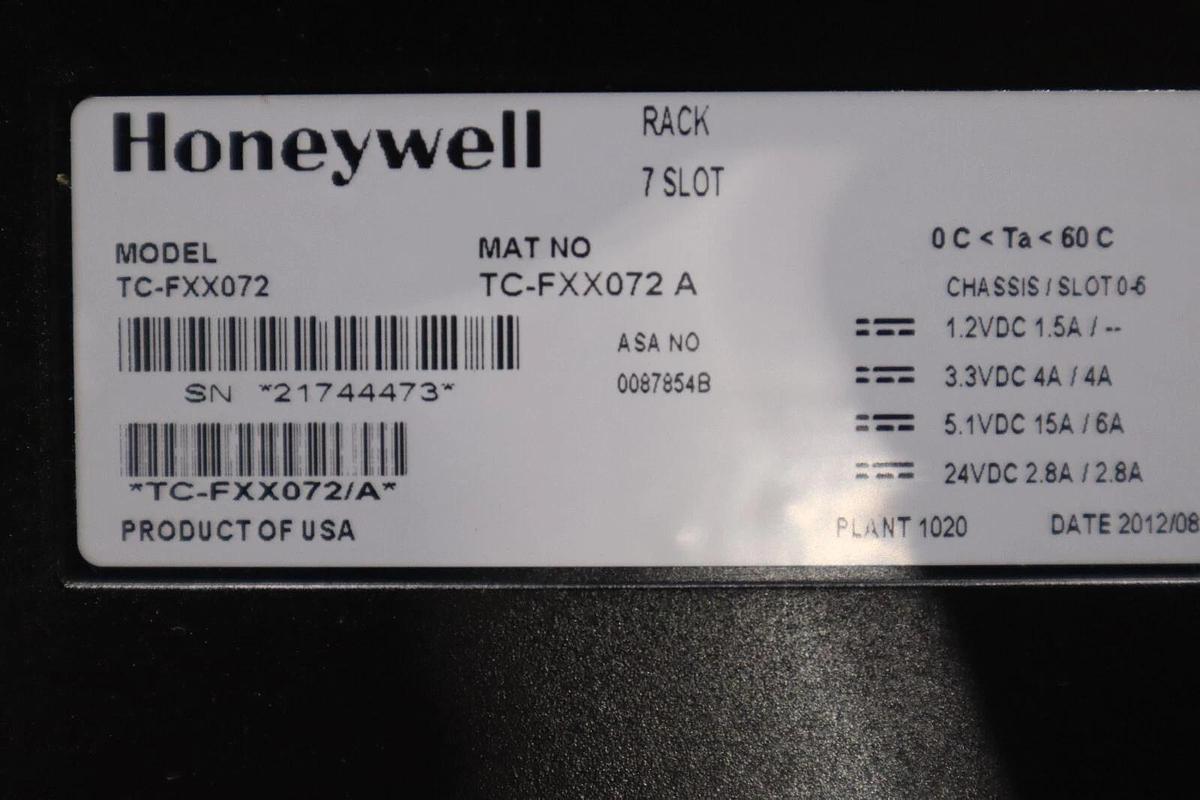 Honeywell
RACK
7 SLOT
MODEL
TC-FXX072
MAT NO
TC-FXX072 A
0 C < Ta < 60 C
CHASSIS / SLOT 0-6
SN *21744473*
ASA NO
0087854B
1.2VDC 1.5A / --
3.3VDC 4A / 4A
5.1VDC 15A / 6A
24VDC 2.8A / 2.8A
*TC-FXX072/A*
PRODUCT OF USA
PLANT 1020
DATE 2012/08